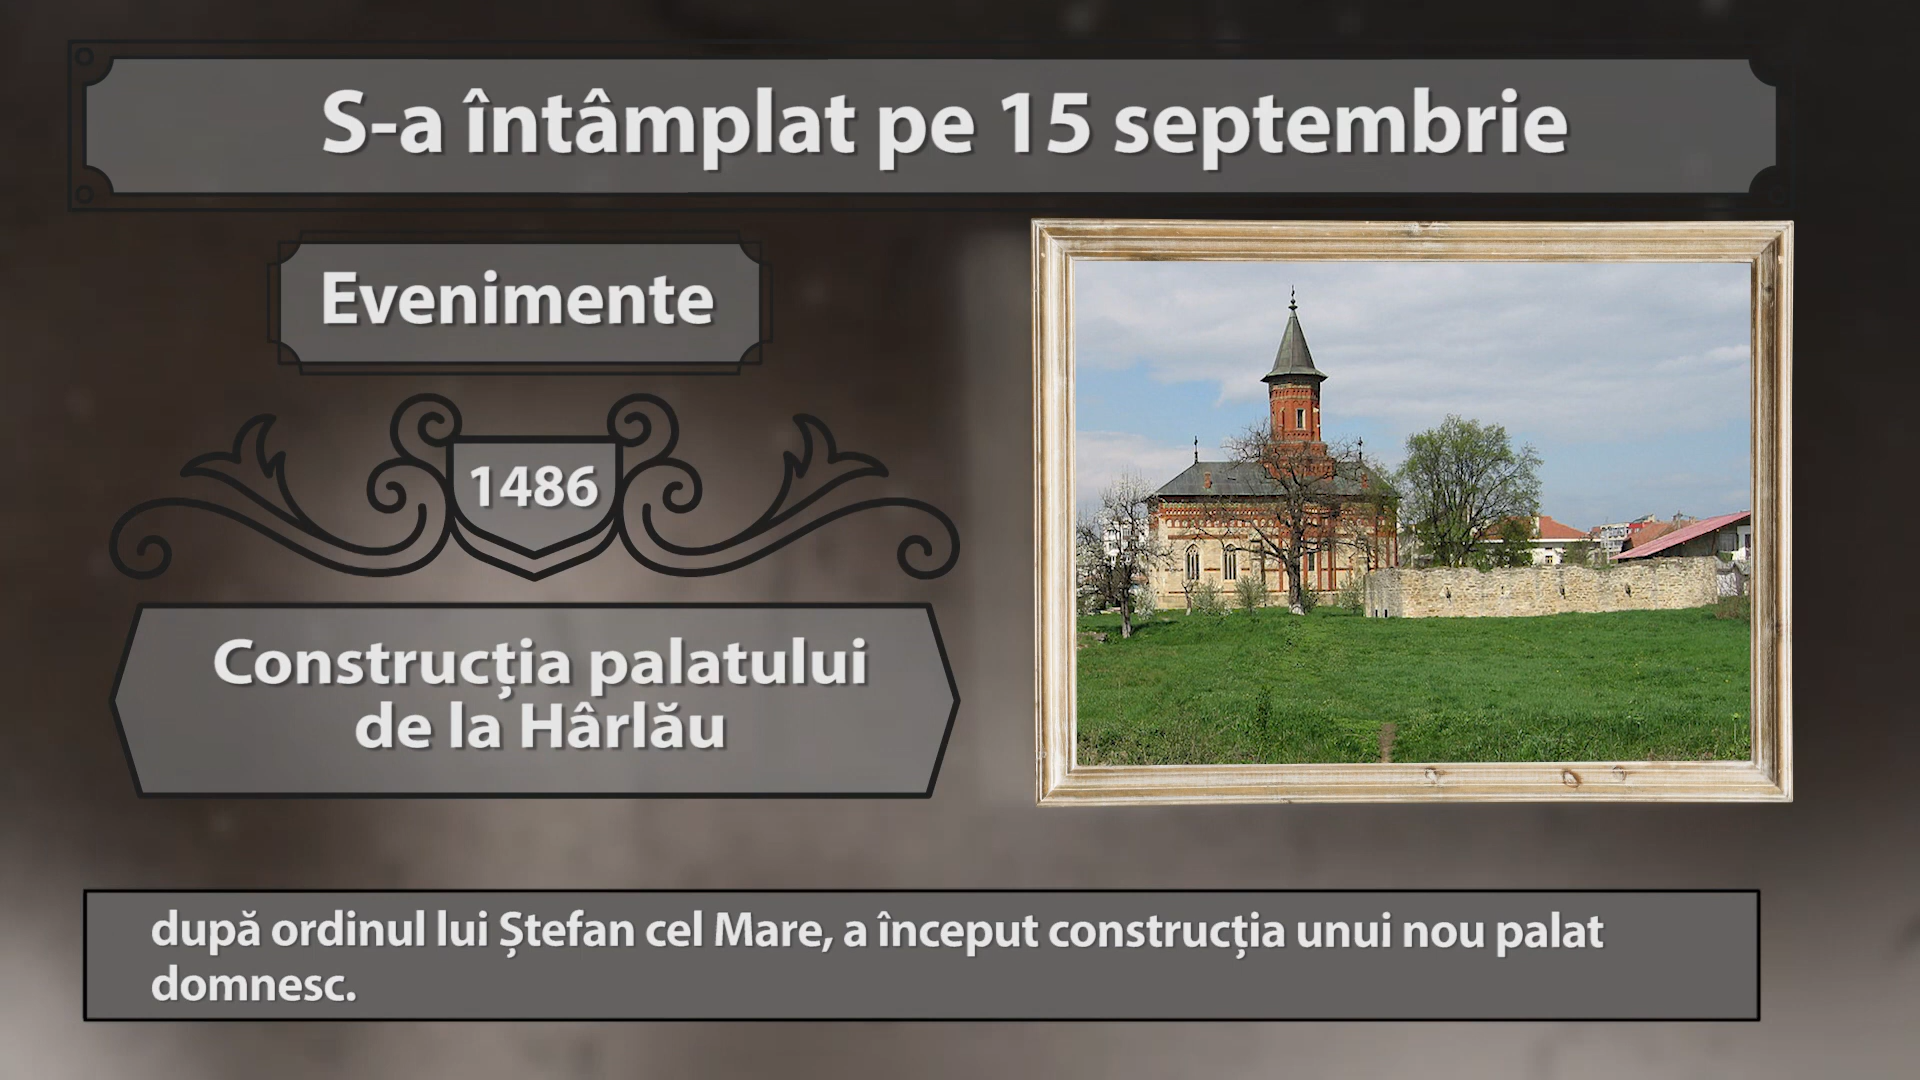 S-a întâmplat pe 15 septembrie
Evenimente
1486
Construcția palatului
de la Hârlău
după ordinul lui Ștefan cel Mare, a început construcția unui nou palat
domnesc.